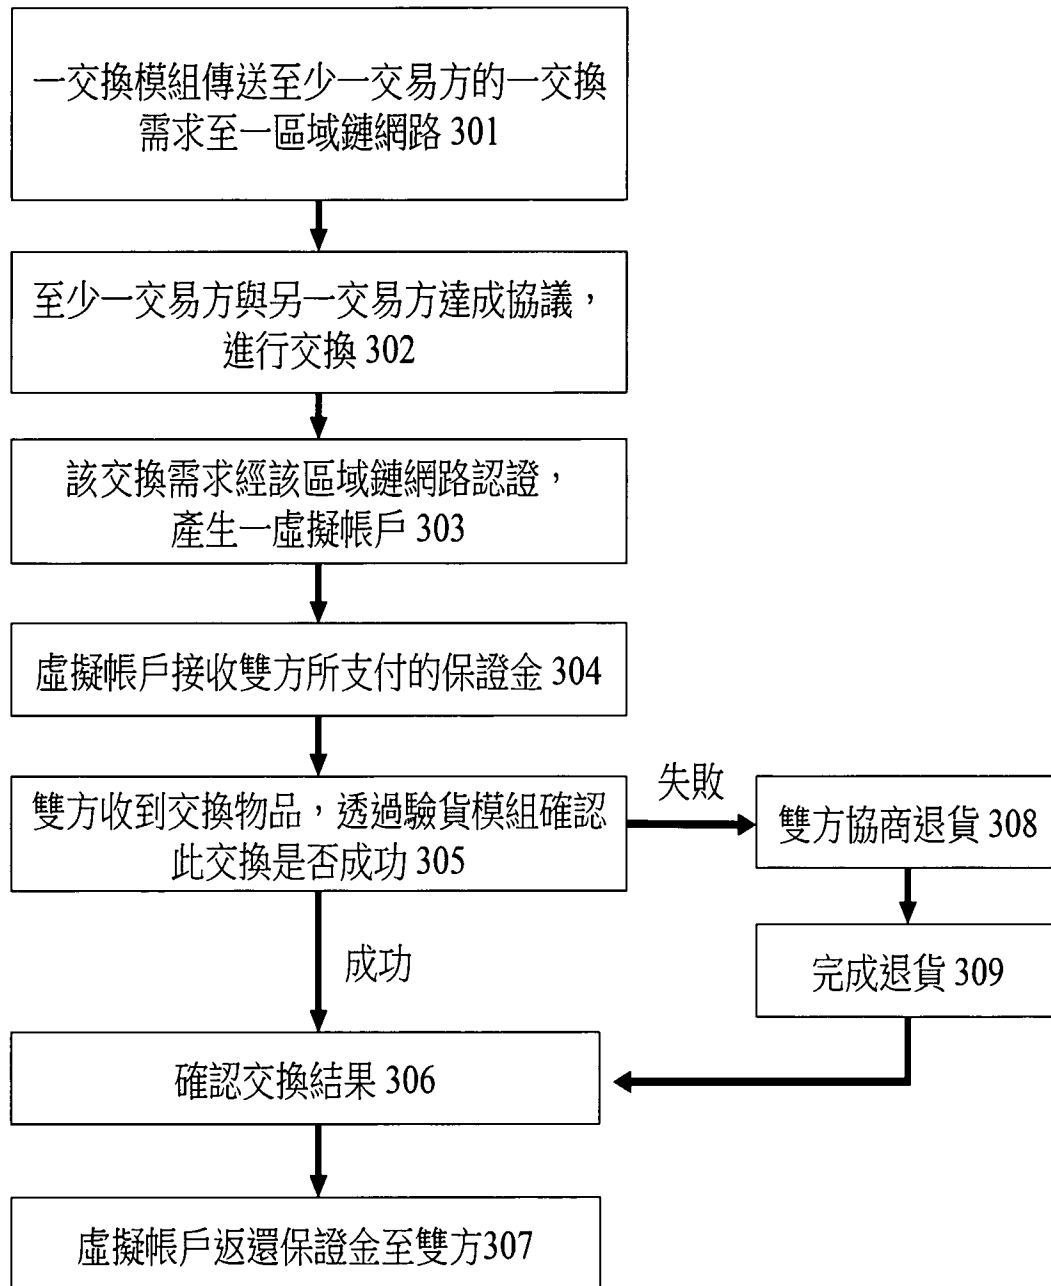 一交換模組傳送至少一交易方的一交換
需求至一區域鏈網路 301
至少一交易方與另一交易方達成協議，
進行交換 302
該交換需求經該區域鏈網路認證，
產生一虛擬帳戶 303
虛擬帳戶接收雙方所支付的保證金 304
雙方收到交換物品，透過驗貨模組確認
此交換是否成功 305
失敗
雙方協商退貨 308
完成退貨 309
成功
確認交換結果 306
虛擬帳戶返還保證金至雙方307